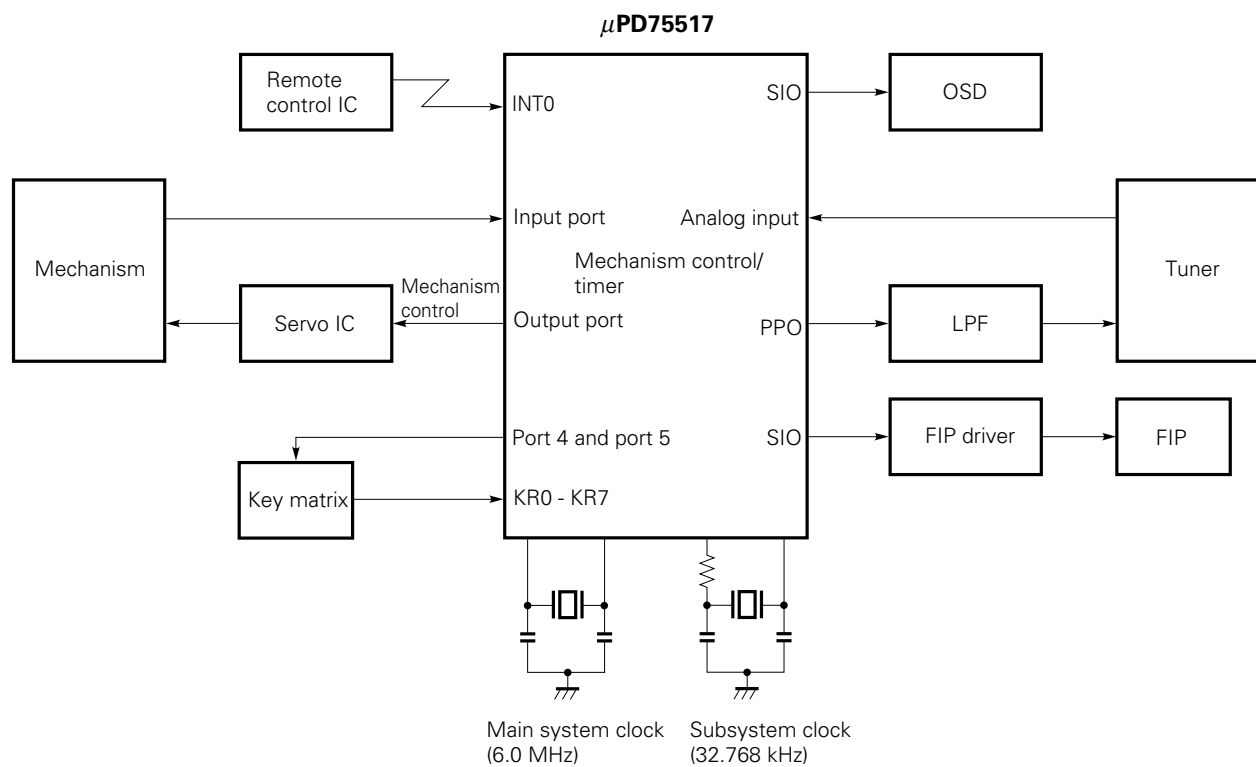 μPD75517
Remote
control IC
INT0
SIO
OSD
Mechanism
Input port
Analog input
Tuner
Mechanism control/
timer
Mechanism
control
Servo IC
Output port
PPO
LPF
Port 4 and port 5
SIO
FIP driver
FIP
Key matrix
KR0 - KR7
Main system clock
(6.0 MHz)
Subsystem clock
(32.768 kHz)